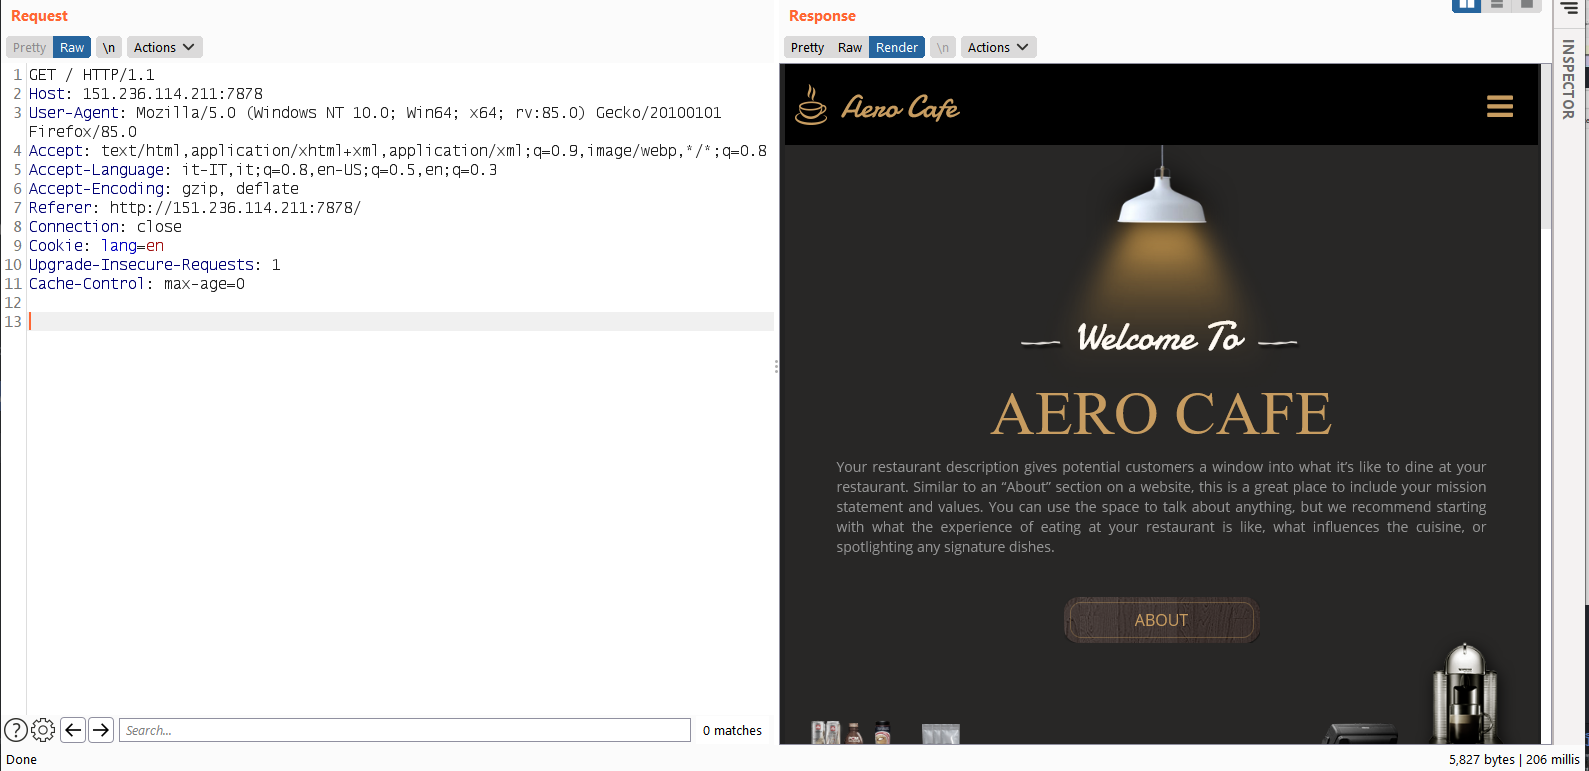 Request
Pretty Raw \n Actions
1 GET / HTTP/1.1
2 Host: 151.236.114.211:7878
3 User-Agent: Mozilla/5.0 (Windows NT 10.0; Win64; x64; rv:85.0) Gecko/20100101
Firefox/85.0
4 Accept: text/html,application/xhtml+xml,application/xml;q=0.9,image/webp,*/*;q=0.8
5 Accept-Language: it-IT,it;q=0.8,en-US;q=0.5,en;q=0.3
6 Accept-Encoding: gzip, deflate
7 Referer: http://151.236.114.211:7878/
8 Connection: close
9 Cookie: lang=en
10 Upgrade-Insecure-Requests: 1
11 Cache-Control: max-age=0
12
13
? Search... 0 matches
Done
Response
Pretty Raw Render \n Actions
Aero Cafe
Welcome To
AERO CAFE
Your restaurant description gives potential customers a window into what it’s like to dine at your
restaurant. Similar to an “About” section on a website, this is a great place to include your mission
statement and values. You can use the space to talk about anything, but we recommend starting
with what the experience of eating at your restaurant is like, what influences the cuisine, or
spotlighting any signature dishes.
ABOUT
INSPECTOR
5,827 bytes | 206 millis